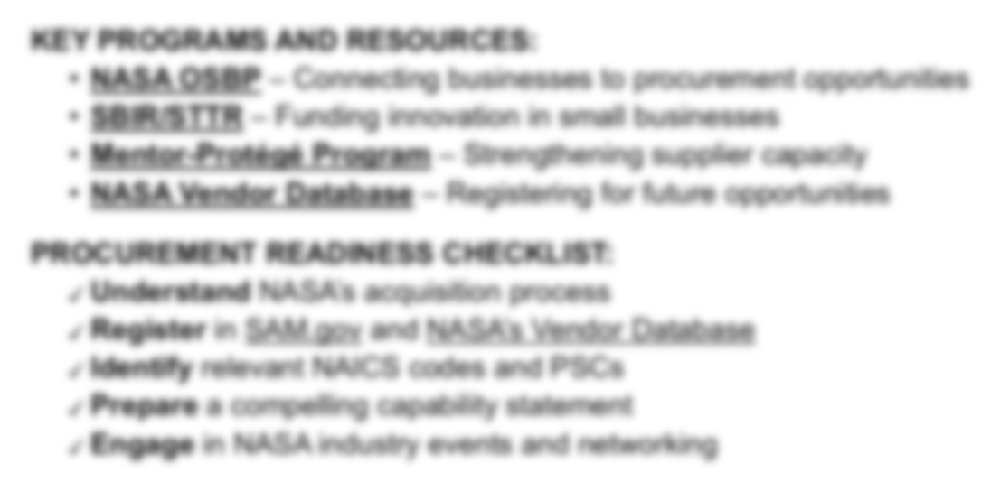 KEY PROGRAMS AND RESOURCES:
• NASA OSBP – Connecting businesses to procurement opportunities
• SBIR/STTR – Funding innovation in small businesses
• Mentor-Protégé Program – Strengthening supplier capacity
• NASA Vendor Database – Registering for future opportunities
PROCUREMENT READINESS CHECKLIST:
✓ Understand NASA's acquisition process
✓ Register in SAM.gov and NASA's Vendor Database
✓ Identify relevant NAICS codes and PSCs
✓ Prepare a compelling capability statement
✓ Engage in NASA industry events and networking